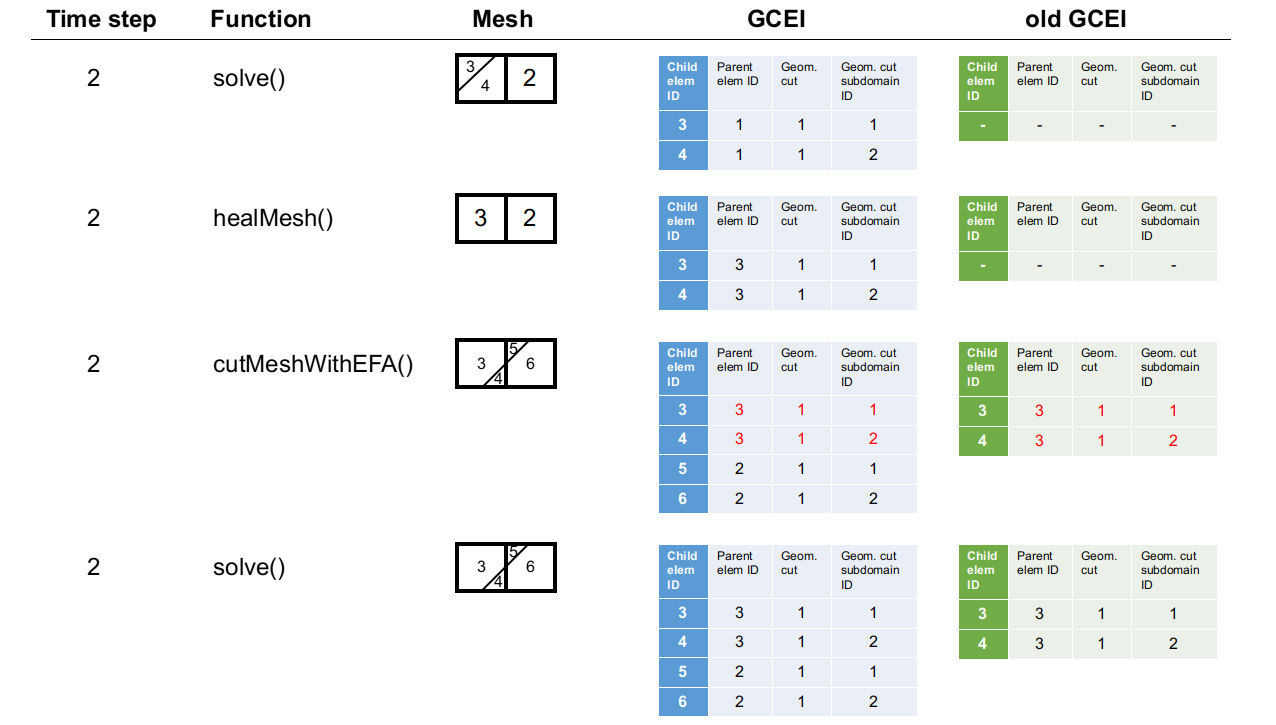 Time step Function Mesh GCEI old GCEI
2 solve() 3 4 2
Child elem ID Parent elem ID Geom. cut Geom. cut subdomain ID
3 1 1 1
4 1 1 2
Child elem ID Parent elem ID Geom. cut Geom. cut subdomain ID
- - - -
2 healMesh() 3 2
Child elem ID Parent elem ID Geom. cut Geom. cut subdomain ID
3 3 1 1
4 3 1 2
Child elem ID Parent elem ID Geom. cut Geom. cut subdomain ID
- - - -
2 cutMeshWithEFA() 3 4 5 6
Child elem ID Parent elem ID Geom. cut Geom. cut subdomain ID
3 3 1 1
4 3 1 2
5 2 1 1
6 2 1 2
Child elem ID Parent elem ID Geom. cut Geom. cut subdomain ID
3 3 1 1
4 3 1 2
2 solve() 3 4 5 6
Child elem ID Parent elem ID Geom. cut Geom. cut subdomain ID
3 3 1 1
4 3 1 2
5 2 1 1
6 2 1 2
Child elem ID Parent elem ID Geom. cut Geom. cut subdomain ID
3 3 1 1
4 3 1 2